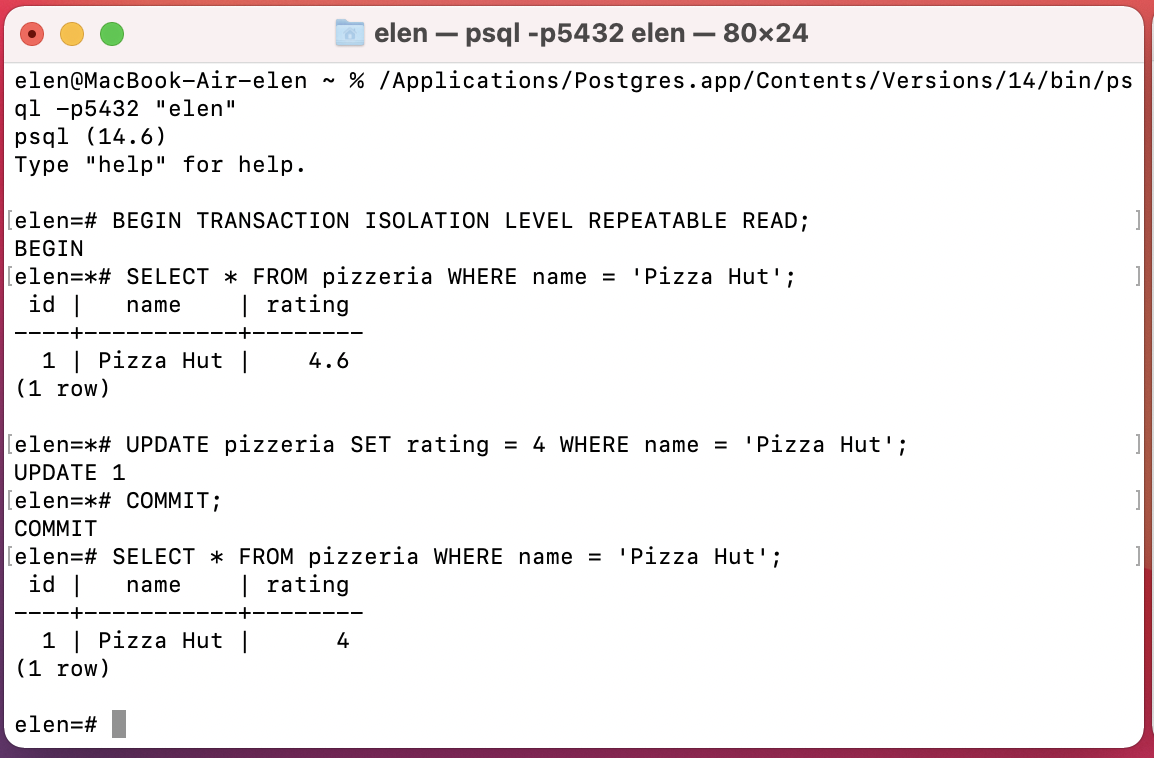 elen — psql -p5432 elen — 80×24
elen@MacBook-Air-elen ~ % /Applications/Postgres.app/Contents/Versions/14/bin/ps
ql -p5432 "elen"
psql (14.6)
Type "help" for help.
[elen=# BEGIN TRANSACTION ISOLATION LEVEL REPEATABLE READ; ]
BEGIN
[elen=*# SELECT * FROM pizzeria WHERE name = 'Pizza Hut'; ]
 id |   name    | rating
----+-----------+--------
  1 | Pizza Hut |    4.6
(1 row)
[elen=*# UPDATE pizzeria SET rating = 4 WHERE name = 'Pizza Hut'; ]
UPDATE 1
[elen=*# COMMIT; ]
COMMIT
[elen=# SELECT * FROM pizzeria WHERE name = 'Pizza Hut'; ]
 id |   name    | rating
----+-----------+--------
  1 | Pizza Hut |      4
(1 row)
elen=#